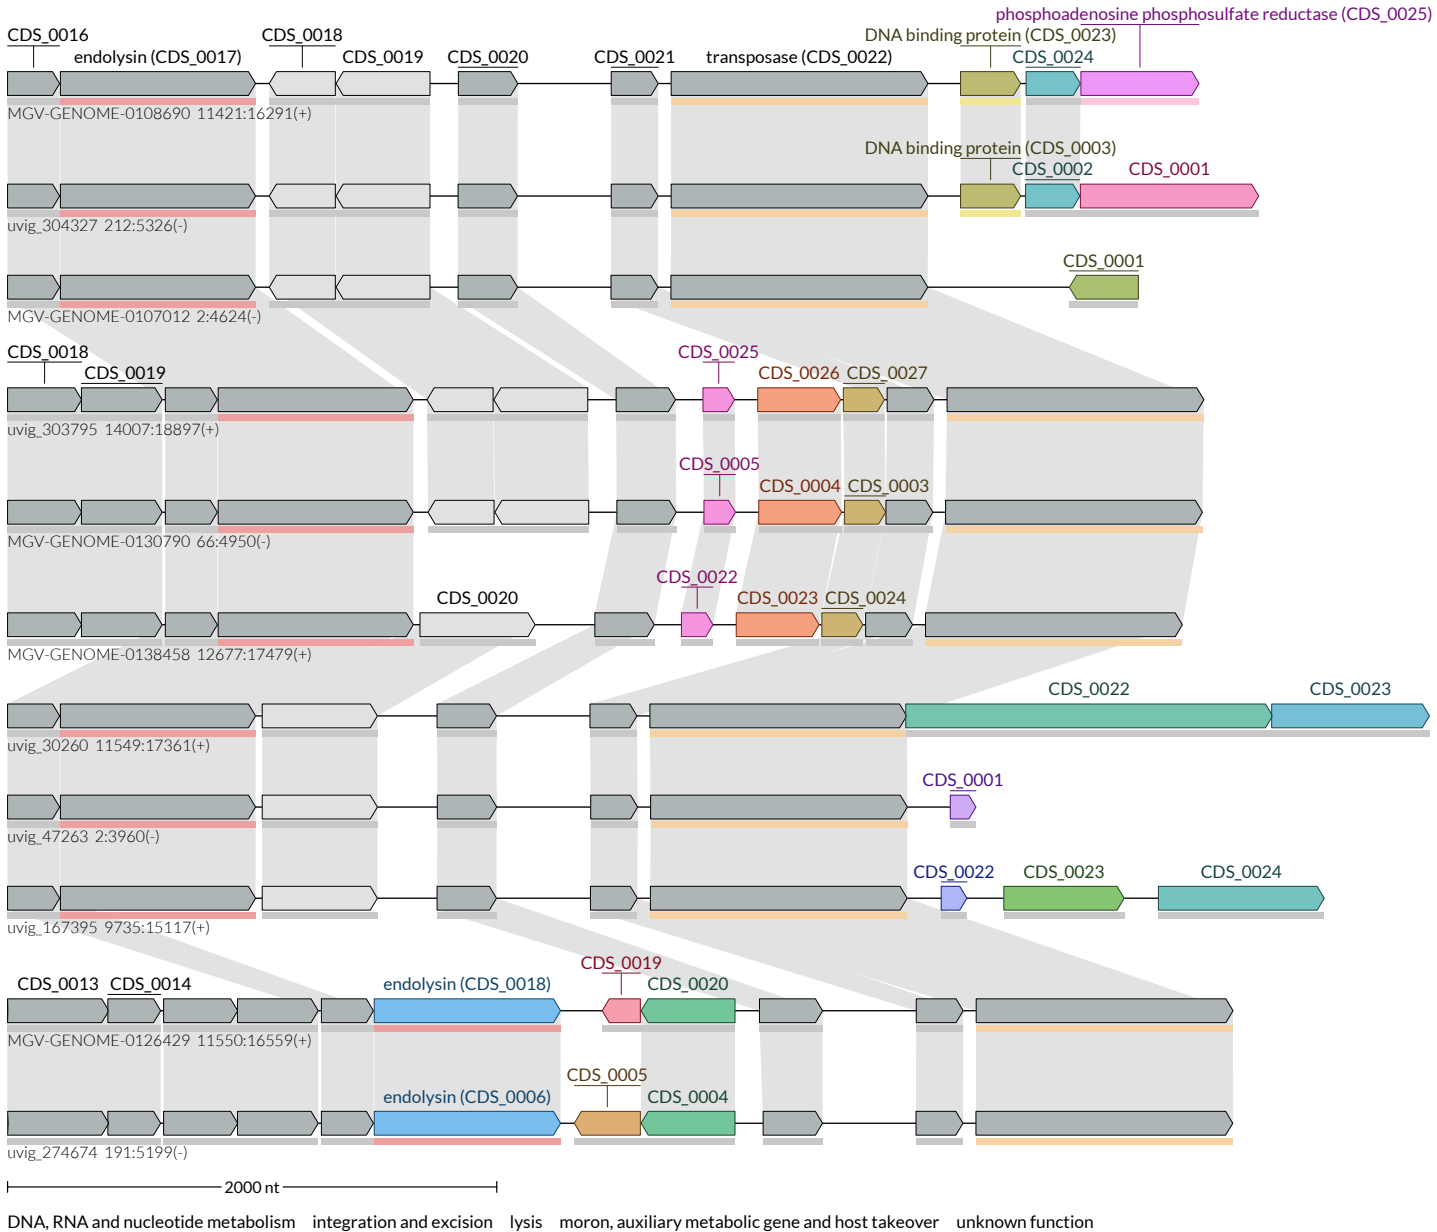 phosphoadenosine phosphosulfate reductase (CDS_0025)
CDS_0016 CDS_0018 DNA binding protein (CDS_0023)
endolysin (CDS_0017) CDS_0019 CDS_0020 CDS_0021 transposase (CDS_0022) CDS_0024
MGV-GENOME-0108690 11421:16291(+)
DNA binding protein (CDS_0003)
CDS_0002 CDS_0001
uvig_304327 212:5326(-)
CDS_0001
MGV-GENOME-0107012 2:4624(-)
CDS_0018 CDS_0025
CDS_0019 CDS_0026 CDS_0027
uvig_303795 14007:18897(+)
CDS_0005
CDS_0004 CDS_0003
MGV-GENOME-0130790 66:4950(-)
CDS_0022
CDS_0020 CDS_0023 CDS_0024
MGV-GENOME-0138458 12677:17479(+)
CDS_0022 CDS_0023
uvig_30260 11549:17361(+)
CDS_0001
uvig_47263 2:3960(-)
CDS_0022 CDS_0023 CDS_0024
uvig_167395 9735:15117(+)
CDS_0019
CDS_0013 CDS_0014 endolysin (CDS_0018) CDS_0020
MGV-GENOME-0126429 11550:16559(+)
CDS_0005
endolysin (CDS_0006) CDS_0004
uvig_274674 191:5199(-)
2000 nt
DNA, RNA and nucleotide metabolism integration and excision lysis moron, auxiliary metabolic gene and host takeover unknown function